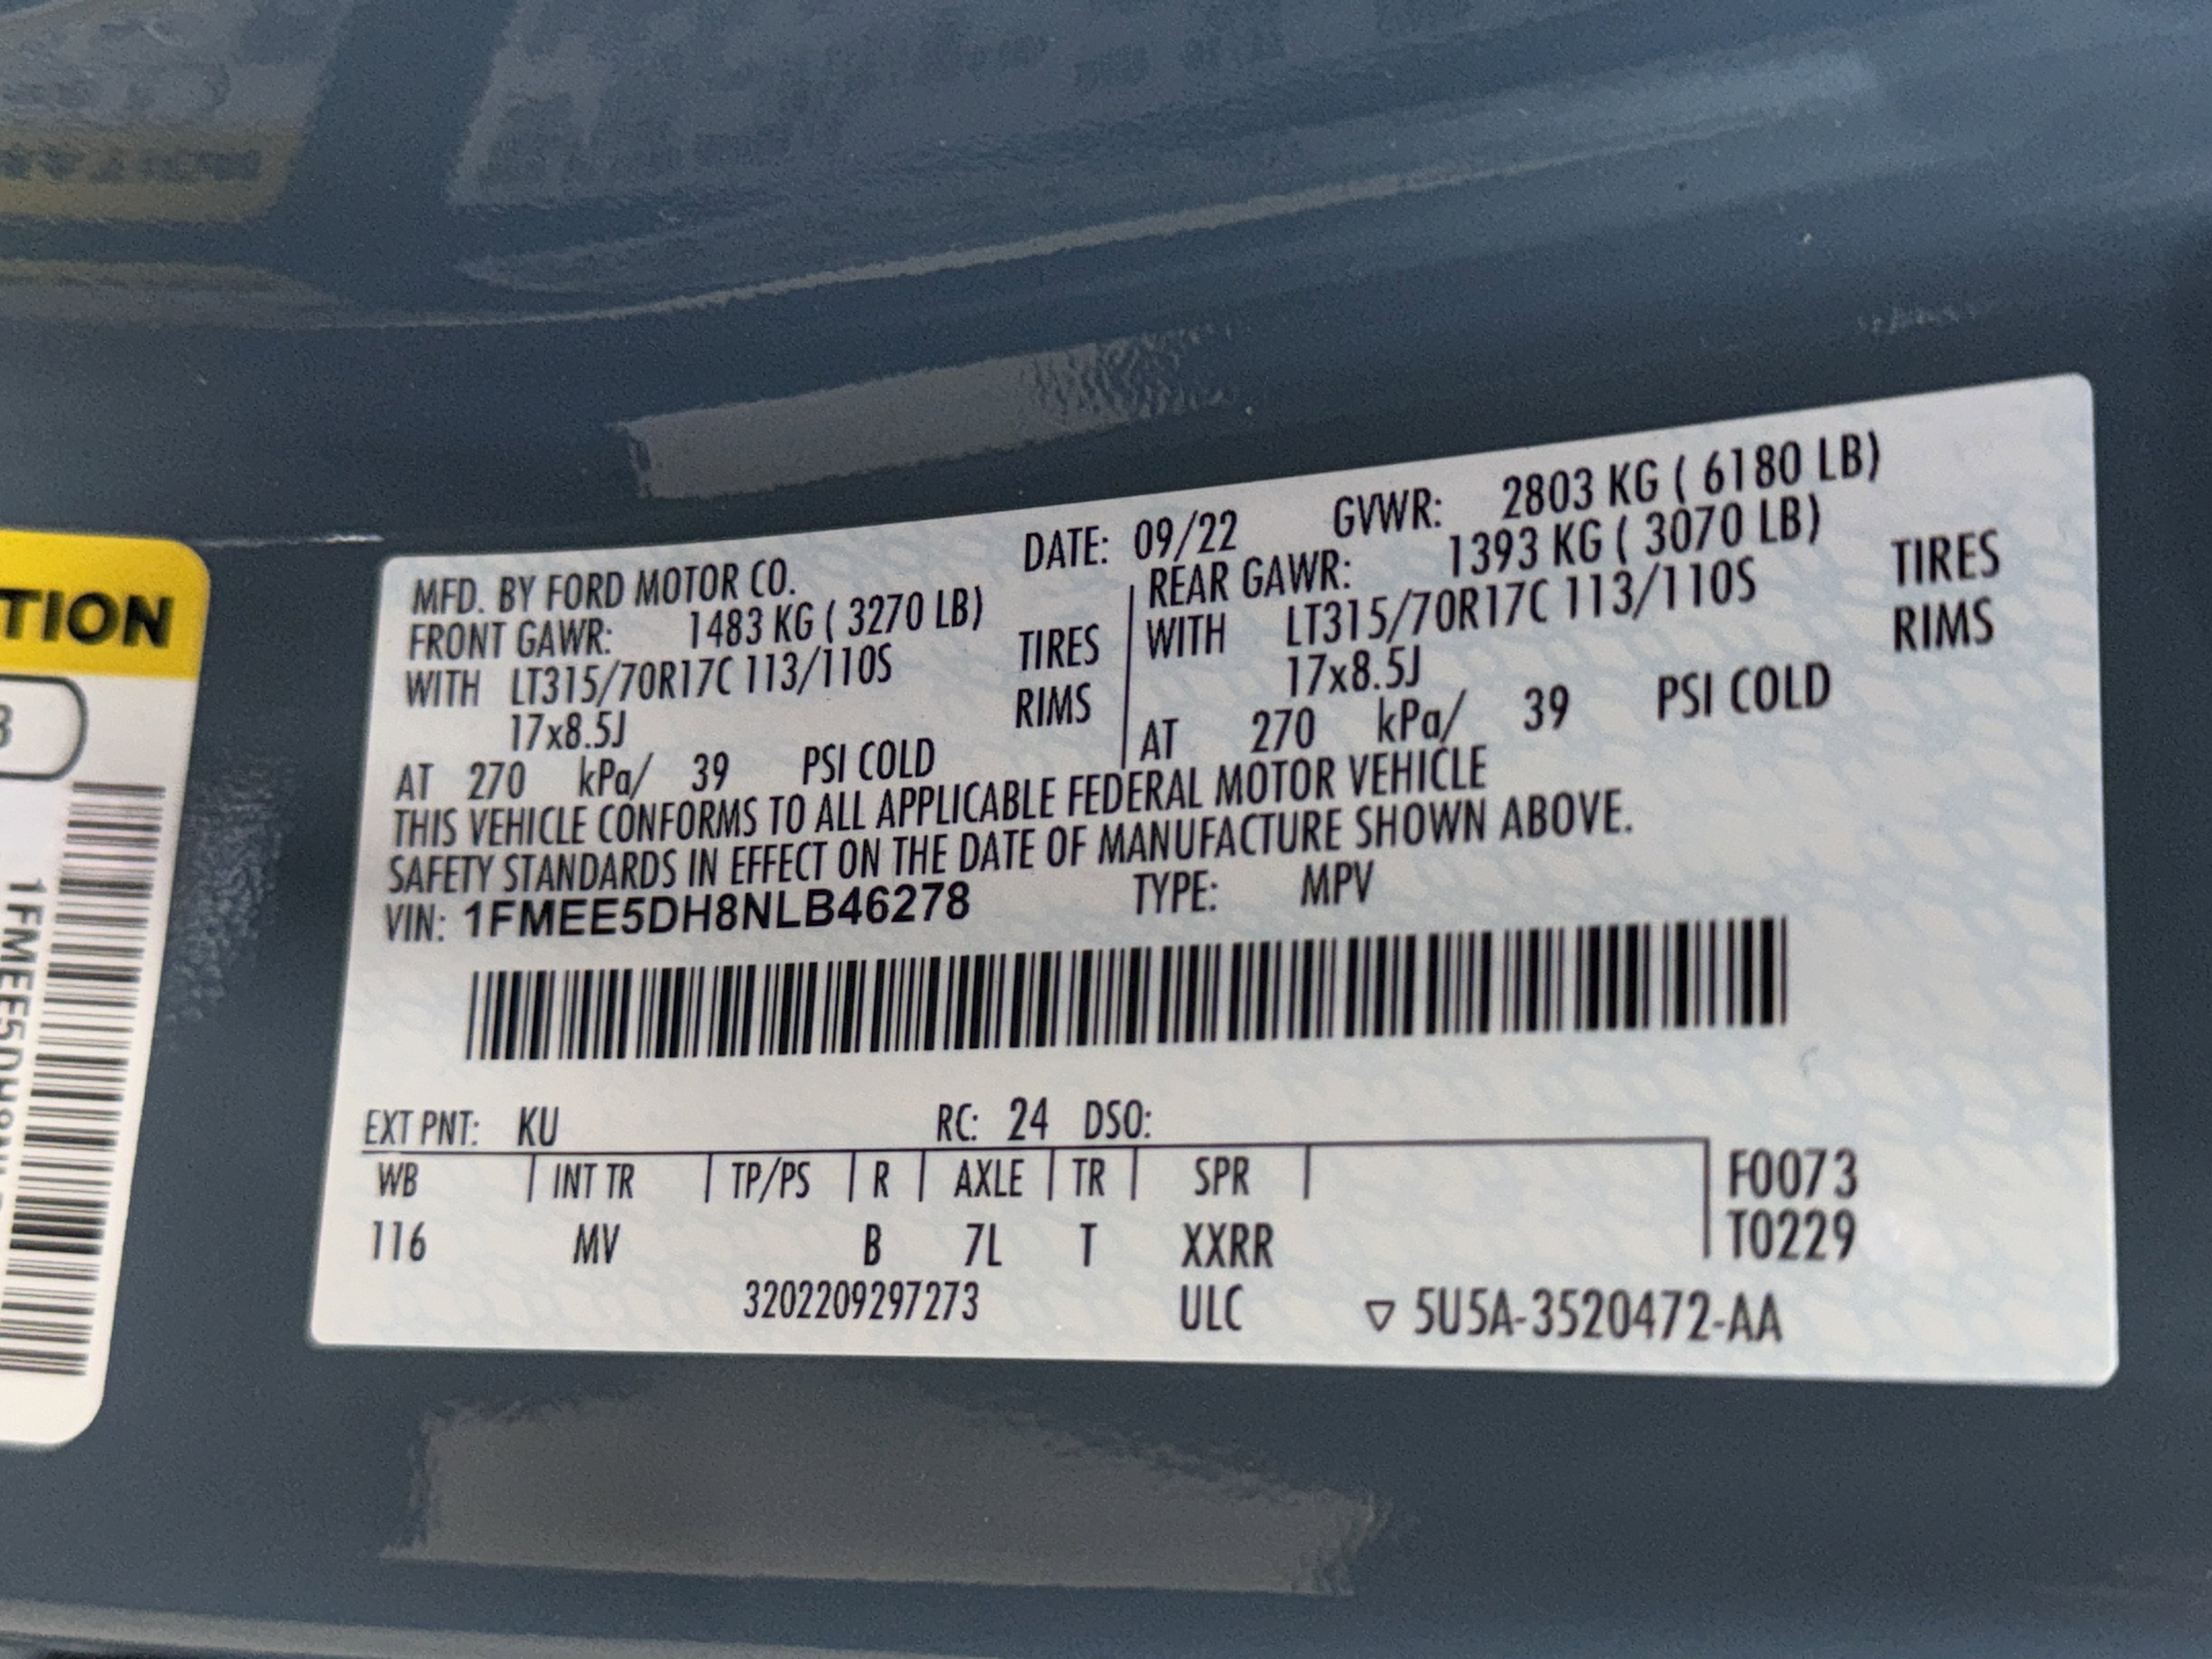 TION
MFD. BY FORD MOTOR CO. DATE: 09/22 GVWR: 2803 KG ( 6180 LB)
FRONT GAWR: 1483 KG ( 3270 LB) REAR GAWR: 1393 KG ( 3070 LB)
WITH LT315/70R17C 113/110S TIRES WITH LT315/70R17C 113/110S TIRES
17x8.5J RIMS 17x8.5J RIMS
AT 270 kPa/ 39 PSI COLD AT 270 kPa/ 39 PSI COLD
THIS VEHICLE CONFORMS TO ALL APPLICABLE FEDERAL MOTOR VEHICLE
SAFETY STANDARDS IN EFFECT ON THE DATE OF MANUFACTURE SHOWN ABOVE.
VIN: 1FMEE5DH8NLB46278 TYPE: MPV
EXT PNT: KU RC: 24 DSO:
WB INT TR TP/PS R AXLE TR SPR F0073
116 MV B 7L T XXRR T0229
3202209297273 ULC ▽ 5U5A-3520472-AA